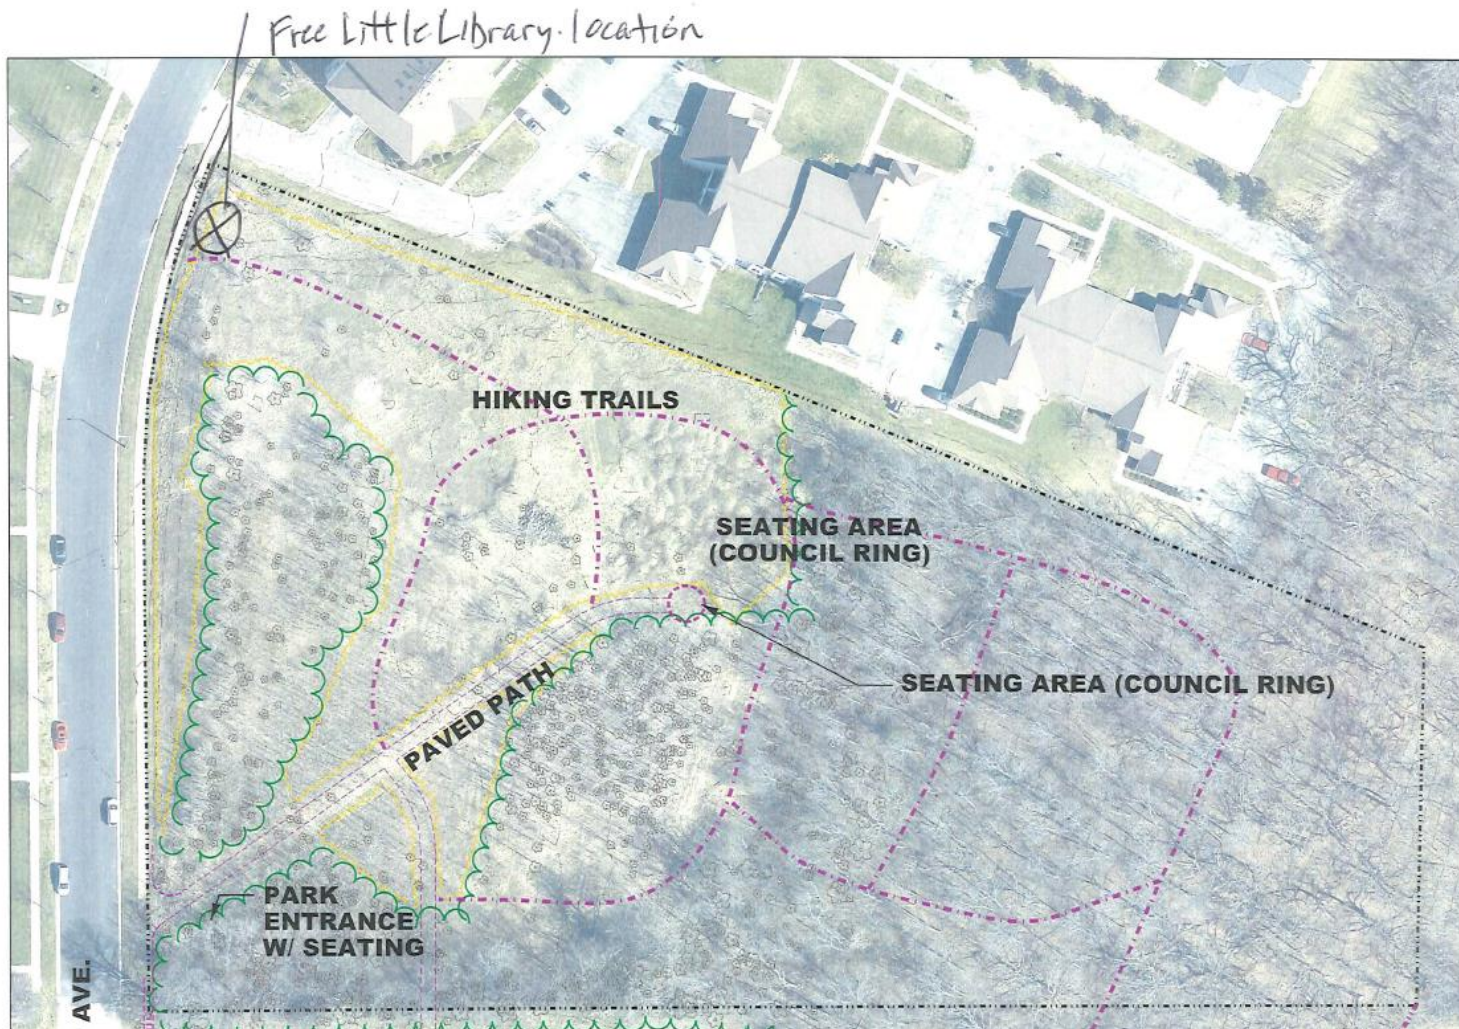 Free Little Library location
HIKING TRAILS
SEATING AREA
(COUNCIL RING)
SEATING AREA (COUNCIL RING)
PAVED PATH
PARK
ENTRANCE
W/ SEATING
AVE.